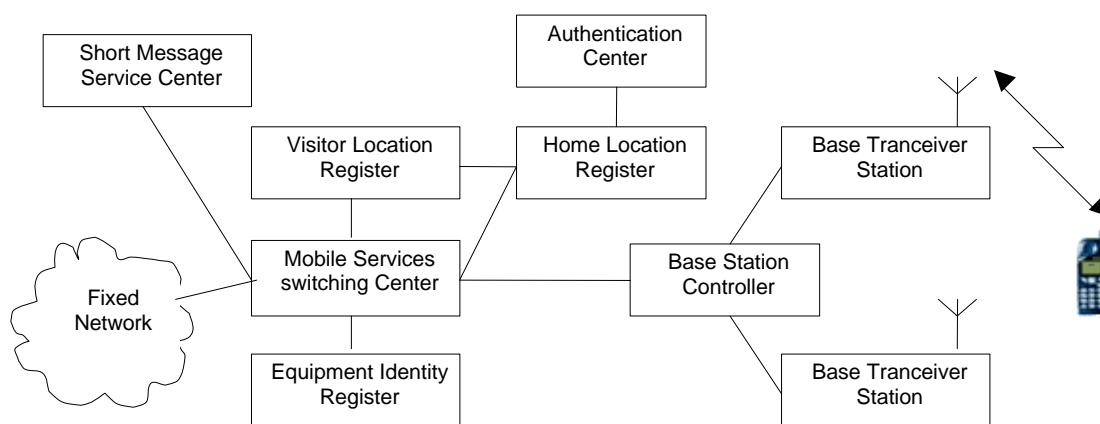 Short Message
Service Center
Authentication
Center
Visitor Location
Register
Home Location
Register
Base Tranceiver
Station
Fixed
Network
Mobile Services
switching Center
Base Station
Controller
Equipment Identity
Register
Base Tranceiver
Station